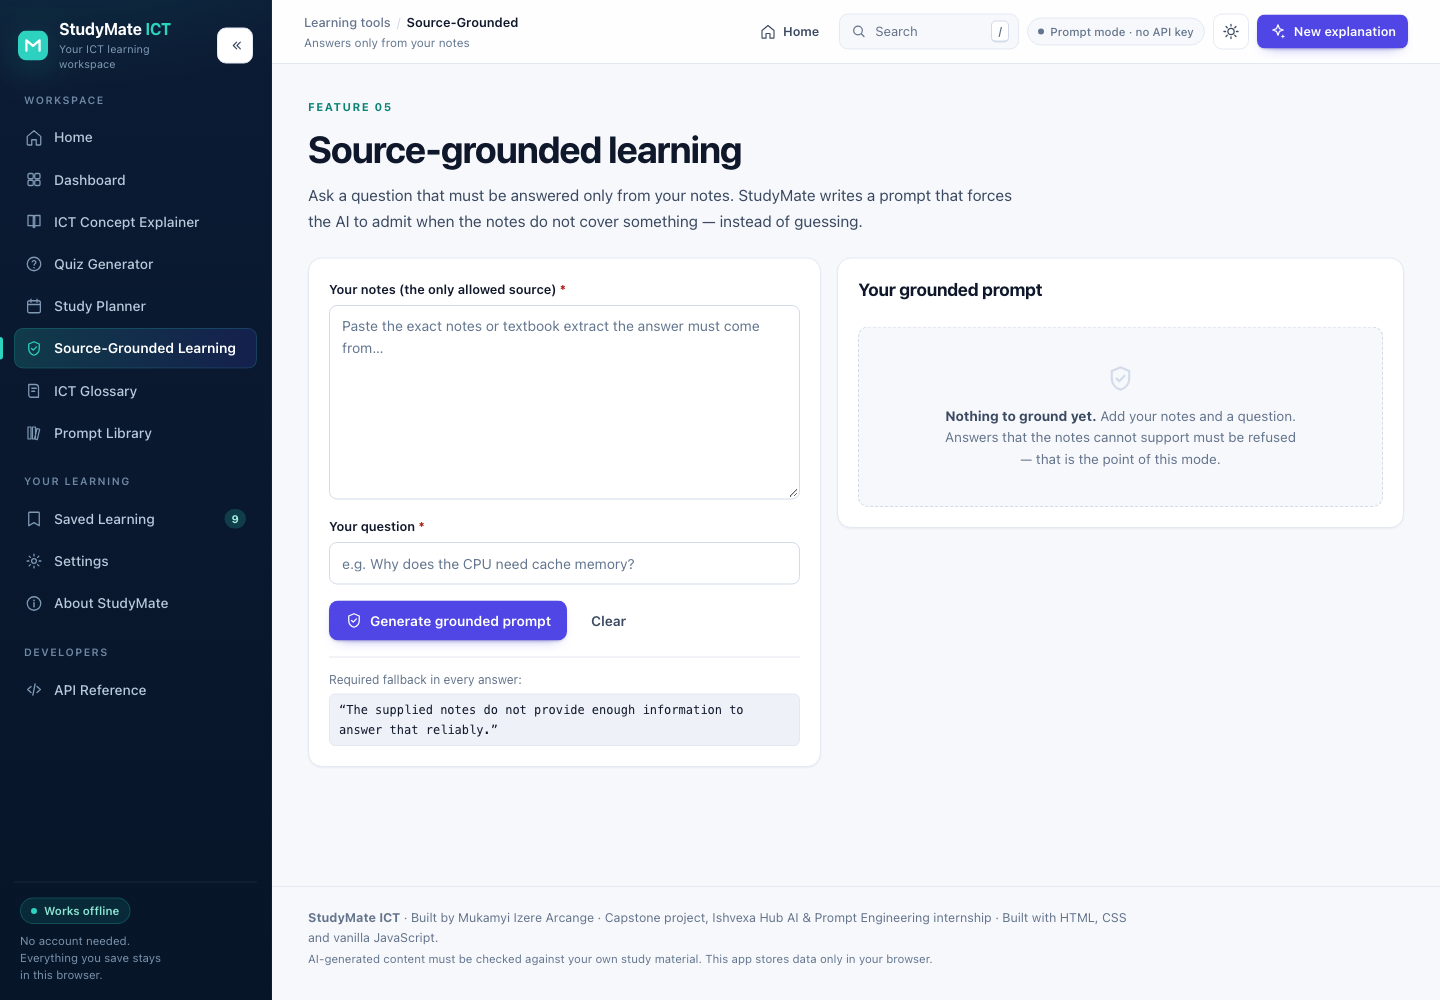 StudyMate ICT
Your ICT learning
workspace
WORKSPACE
Home
Dashboard
ICT Concept Explainer
Quiz Generator
Study Planner
Source-Grounded Learning
ICT Glossary
Prompt Library
YOUR LEARNING
Saved Learning 9
Settings
About StudyMate
DEVELOPERS
API Reference
Works offline
No account needed.
Everything you save stays
in this browser.
Learning tools / Source-Grounded
Answers only from your notes
Home
Search /
Prompt mode · no API key
New explanation
FEATURE 05
Source-grounded learning
Ask a question that must be answered only from your notes. StudyMate writes a prompt that forces
the AI to admit when the notes do not cover something — instead of guessing.
Your notes (the only allowed source) *
Paste the exact notes or textbook extract the answer must come
from…
Your question *
e.g. Why does the CPU need cache memory?
Generate grounded prompt
Clear
Required fallback in every answer:
“The supplied notes do not provide enough information to
answer that reliably.”
Your grounded prompt
Nothing to ground yet. Add your notes and a question.
Answers that the notes cannot support must be refused
— that is the point of this mode.
StudyMate ICT · Built by Mukamyi Izere Arcange · Capstone project, Ishvexa Hub AI & Prompt Engineering internship · Built with HTML, CSS
and vanilla JavaScript.
AI-generated content must be checked against your own study material. This app stores data only in your browser.